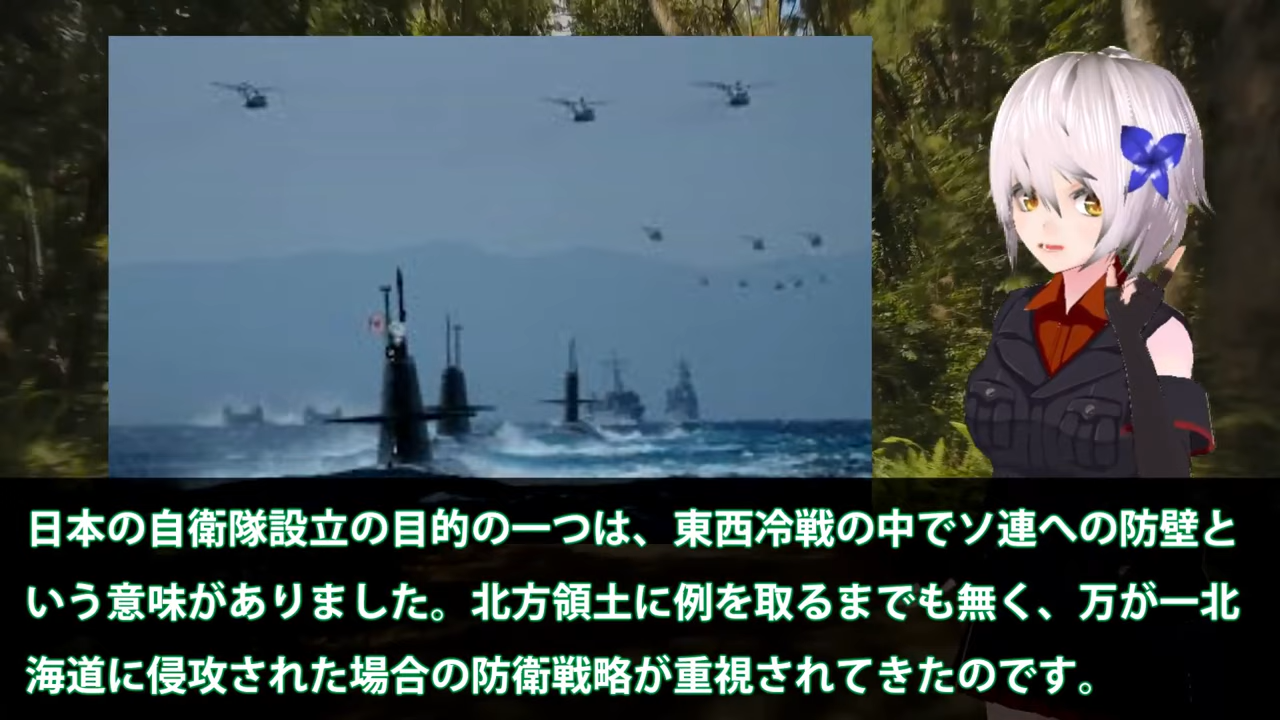 日本の自衛隊設立の目的の一つは、東西冷戦の中でソ連への防壁と
いう意味がありました。北方領土に例を取るまでも無く、万が一北
海道に侵攻された場合の防衛戦略が重視されてきたのです。